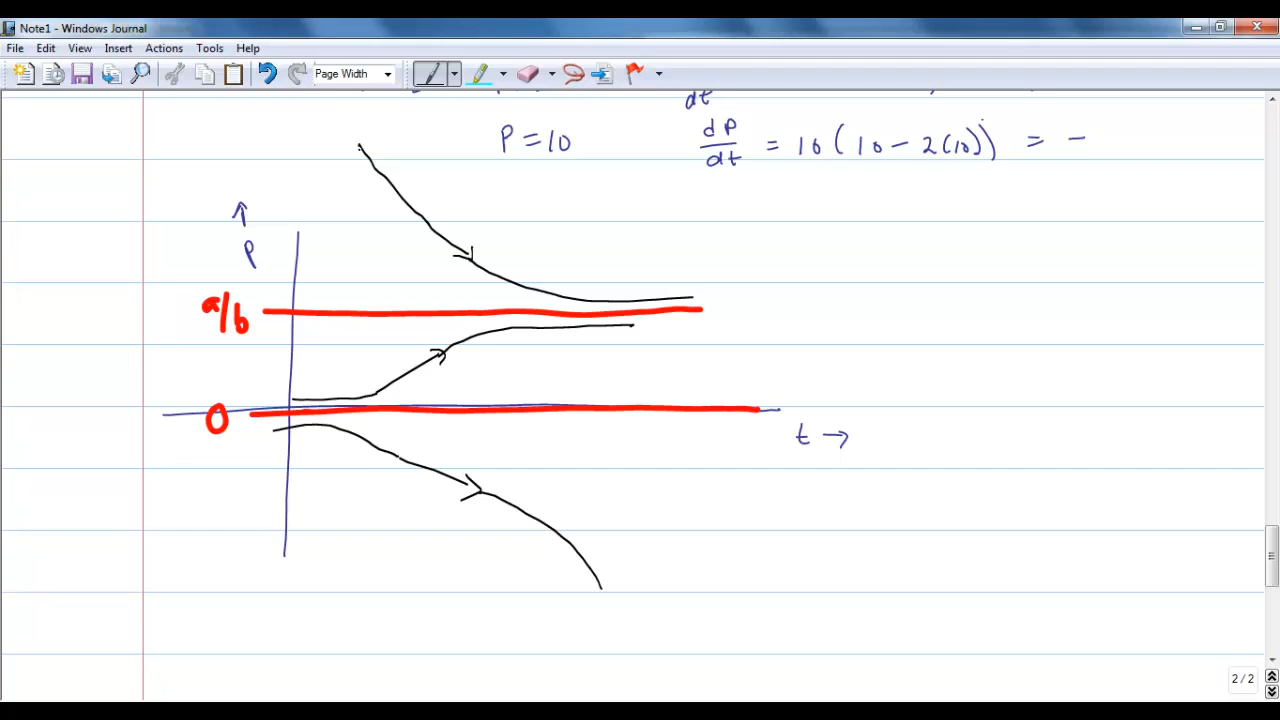 Note1 - Windows Journal
File Edit View Insert Actions Tools Help
Page Width
dt
P = 10
dP/dt = 10(10 - 2(10)) = -
↑
P
a/b
0
t →
2 / 2